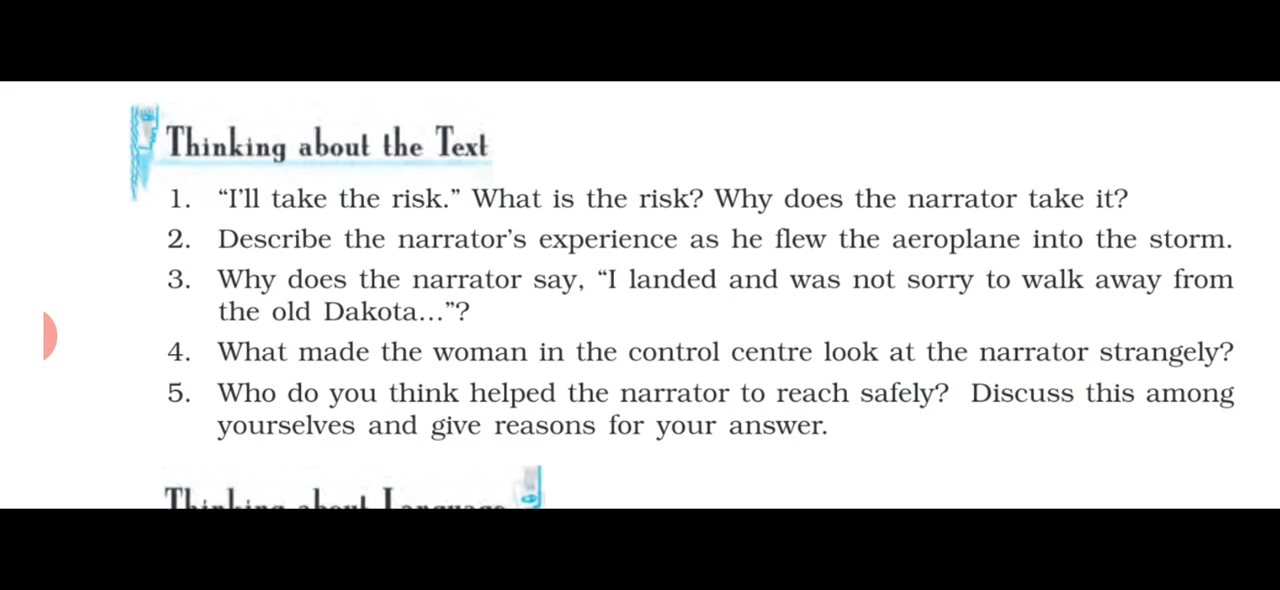 Thinking about the Text
1. “I’ll take the risk.” What is the risk? Why does the narrator take it?
2. Describe the narrator’s experience as he flew the aeroplane into the storm.
3. Why does the narrator say, “I landed and was not sorry to walk away from
the old Dakota…”?
4. What made the woman in the control centre look at the narrator strangely?
5. Who do you think helped the narrator to reach safely? Discuss this among
yourselves and give reasons for your answer.
Thinking about Language